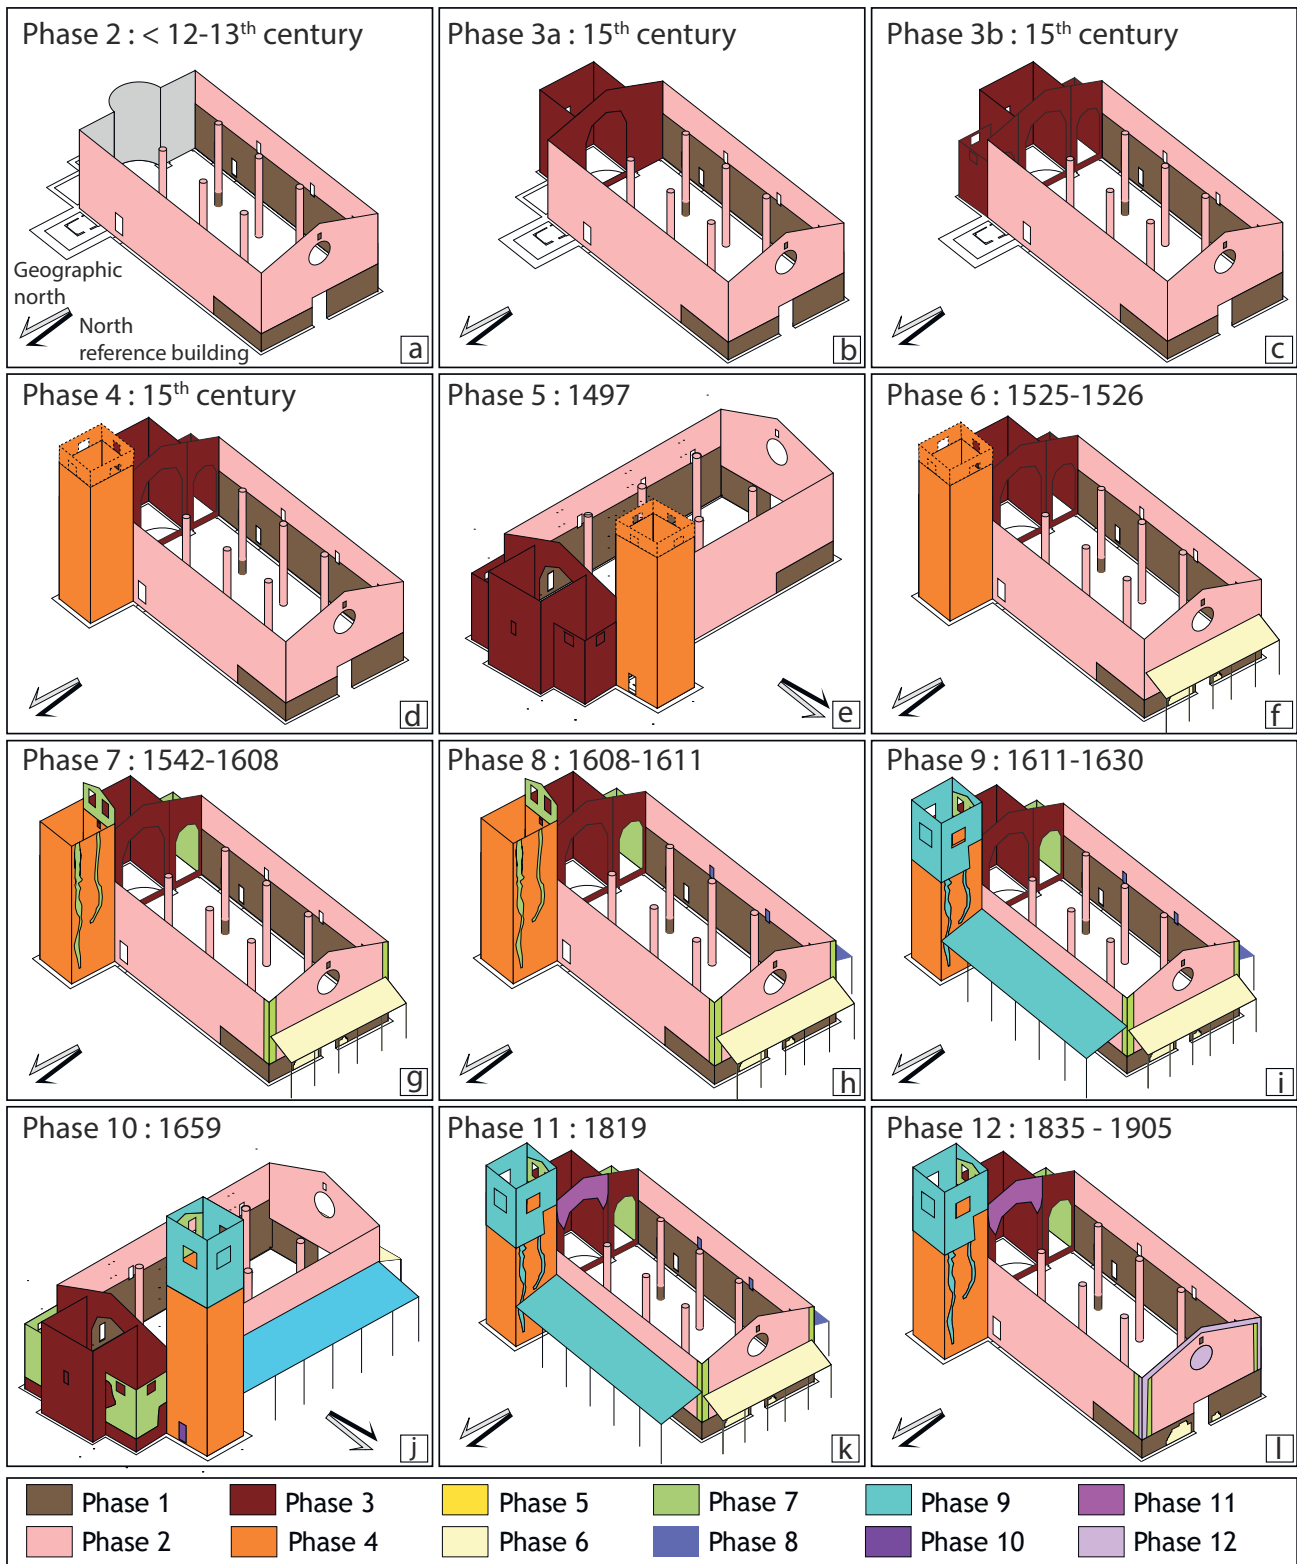 Phase 2 : < 12-13th century
Geographic
north
North
reference building
a
Phase 3a : 15th century
b
Phase 3b : 15th century
c
Phase 4 : 15th century
d
Phase 5 : 1497
e
Phase 6 : 1525-1526
f
Phase 7 : 1542-1608
g
Phase 8 : 1608-1611
h
Phase 9 : 1611-1630
i
Phase 10 : 1659
j
Phase 11 : 1819
k
Phase 12 : 1835 - 1905
l
Phase 1
Phase 3
Phase 5
Phase 7
Phase 9
Phase 11
Phase 2
Phase 4
Phase 6
Phase 8
Phase 10
Phase 12